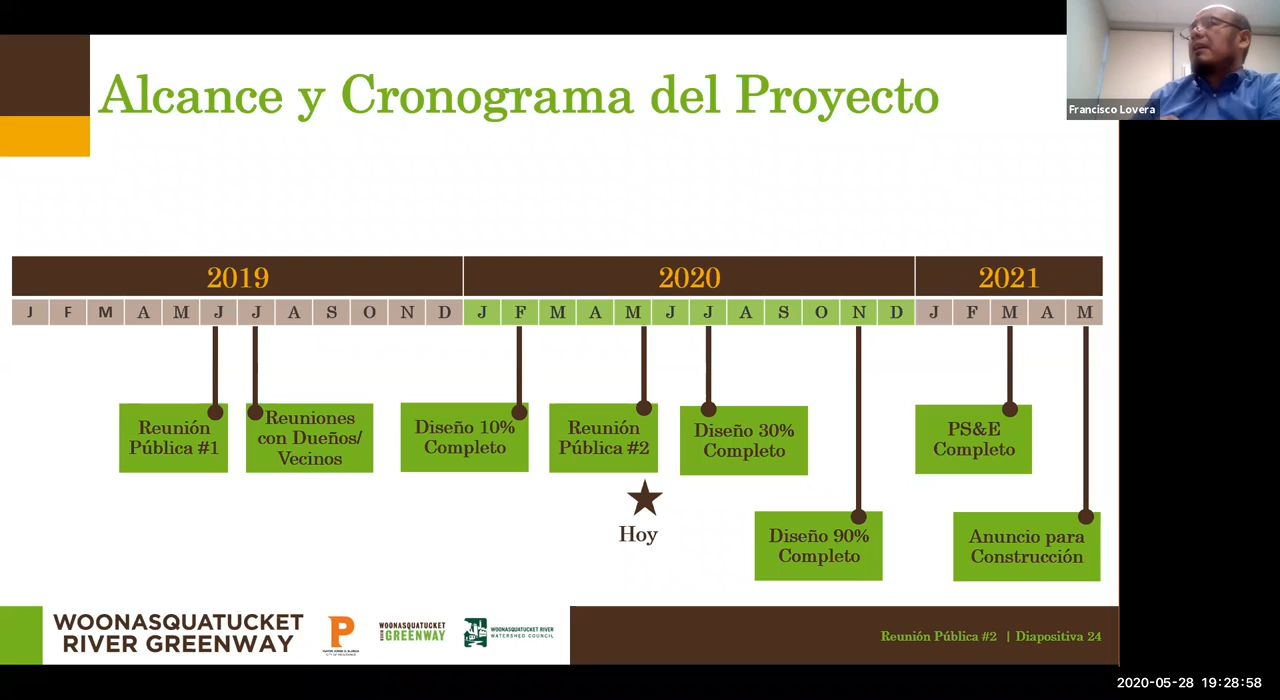 Alcance y Cronograma del Proyecto
Francisco Lovera
2019 2020 2021
J F M A M J J A S O N D J F M A M J J A S O N D J F M A M
Reunión
Pública #1
Reuniones
con Dueños/
Vecinos
Diseño 10%
Completo
Reunión
Pública #2
Diseño 30%
Completo
PS&E
Completo
Hoy
Diseño 90%
Completo
Anuncio para
Construcción
WOONASQUATUCKET
RIVER GREENWAY
P
WOONASQUATUCKET
RIVER GREENWAY
WOONASQUATUCKET RIVER
WATERSHED COUNCIL
Reunión Pública #2 | Diapositiva 24
2020-05-28 19:28:58